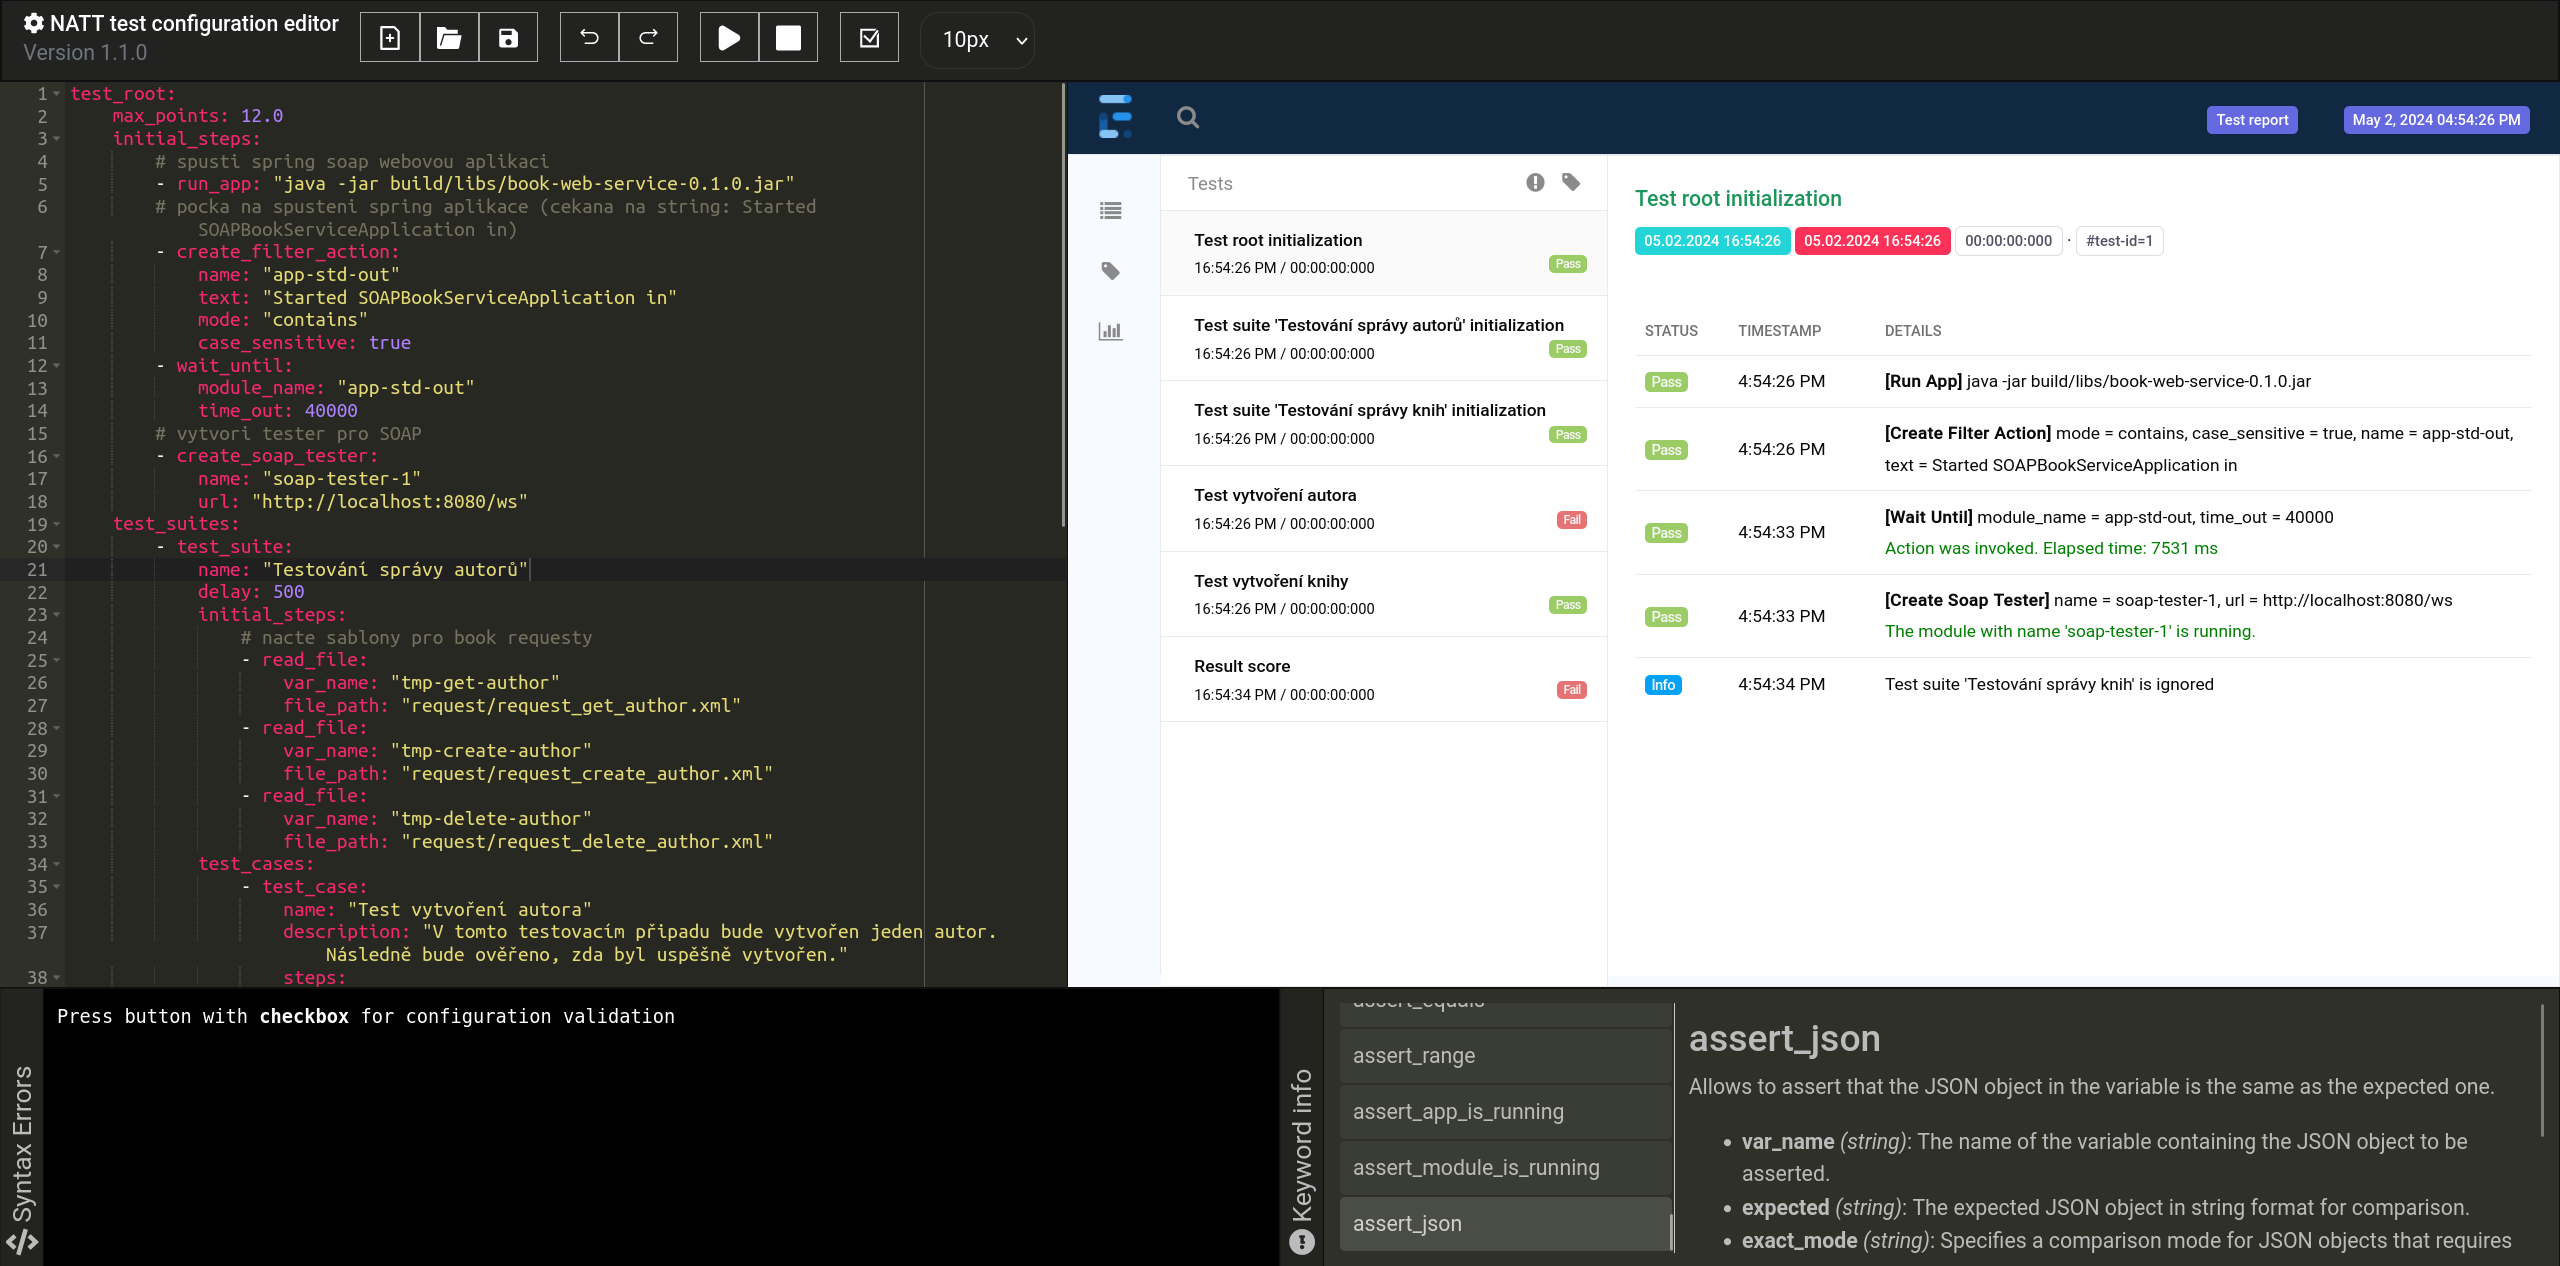 NATT test configuration editor
Version 1.1.0
10px
1 test_root:
2 max_points: 12.0
3 initial_steps:
4 # spusti spring soap webovou aplikaci
5 - run_app: "java -jar build/libs/book-web-service-0.1.0.jar"
6 # pocka na spusteni spring aplikace (cekana na string: Started
SOAPBookServiceApplication in)
7 - create_filter_action:
8 name: "app-std-out"
9 text: "Started SOAPBookServiceApplication in"
10 mode: "contains"
11 case_sensitive: true
12 - wait_until:
13 module_name: "app-std-out"
14 time_out: 40000
15 # vytvori tester pro SOAP
16 - create_soap_tester:
17 name: "soap-tester-1"
18 url: "http://localhost:8080/ws"
19 test_suites:
20 - test_suite:
21 name: "Testování správy autorů"
22 delay: 500
23 initial_steps:
24 # nacte sablony pro book requesty
25 - read_file:
26 var_name: "tmp-get-author"
27 file_path: "request/request_get_author.xml"
28 - read_file:
29 var_name: "tmp-create-author"
30 file_path: "request/request_create_author.xml"
31 - read_file:
32 var_name: "tmp-delete-author"
33 file_path: "request/request_delete_author.xml"
34 test_cases:
35 - test_case:
36 name: "Test vytvoření autora"
37 description: "V tomto testovacím připadu bude vytvořen jeden autor.
Následně bude ověřeno, zda byl uspěšně vytvořen."
38 steps:
Test report
May 2, 2024 04:54:26 PM
Tests
Test root initialization
16:54:26 PM / 00:00:00:000
Pass
Test suite 'Testování správy autorů' initialization
16:54:26 PM / 00:00:00:000
Pass
Test suite 'Testování správy knih' initialization
16:54:26 PM / 00:00:00:000
Pass
Test vytvoření autora
16:54:26 PM / 00:00:00:000
Fail
Test vytvoření knihy
16:54:26 PM / 00:00:00:000
Pass
Result score
16:54:34 PM / 00:00:00:000
Fail
Test root initialization
05.02.2024 16:54:26 05.02.2024 16:54:26 00:00:00:000 · #test-id=1
STATUS TIMESTAMP DETAILS
Pass 4:54:26 PM [Run App] java -jar build/libs/book-web-service-0.1.0.jar
Pass 4:54:26 PM [Create Filter Action] mode = contains, case_sensitive = true, name = app-std-out,
text = Started SOAPBookServiceApplication in
Pass 4:54:33 PM [Wait Until] module_name = app-std-out, time_out = 40000
Action was invoked. Elapsed time: 7531 ms
Pass 4:54:33 PM [Create Soap Tester] name = soap-tester-1, url = http://localhost:8080/ws
The module with name 'soap-tester-1' is running.
Info 4:54:34 PM Test suite 'Testování správy knih' is ignored
Syntax Errors
Press button with checkbox for configuration validation
Keyword info
assert_equals
assert_range
assert_app_is_running
assert_module_is_running
assert_json
assert_json
Allows to assert that the JSON object in the variable is the same as the expected one.
• var_name (string): The name of the variable containing the JSON object to be
asserted.
• expected (string): The expected JSON object in string format for comparison.
• exact_mode (string): Specifies a comparison mode for JSON objects that requires